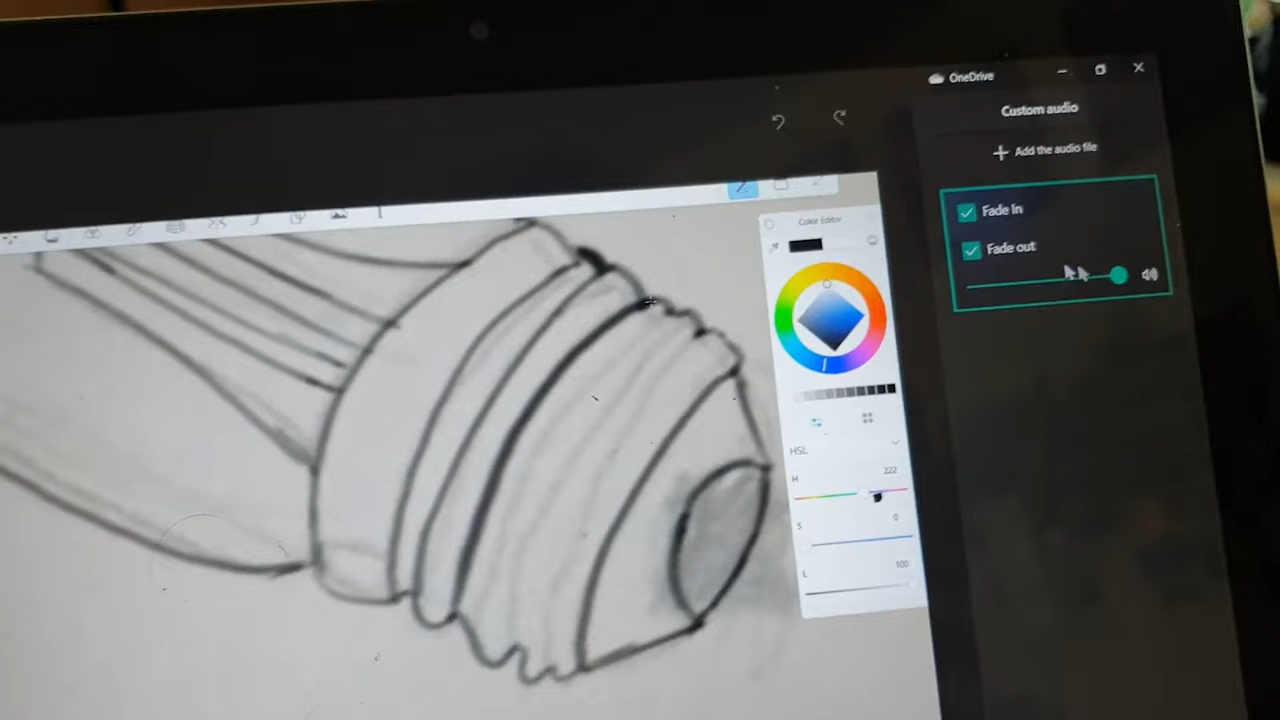 OneDrive
Custom audio
+ Add the audio file
Fade In
Fade out
Color Editor
HSL
H 222
S 0
L 100